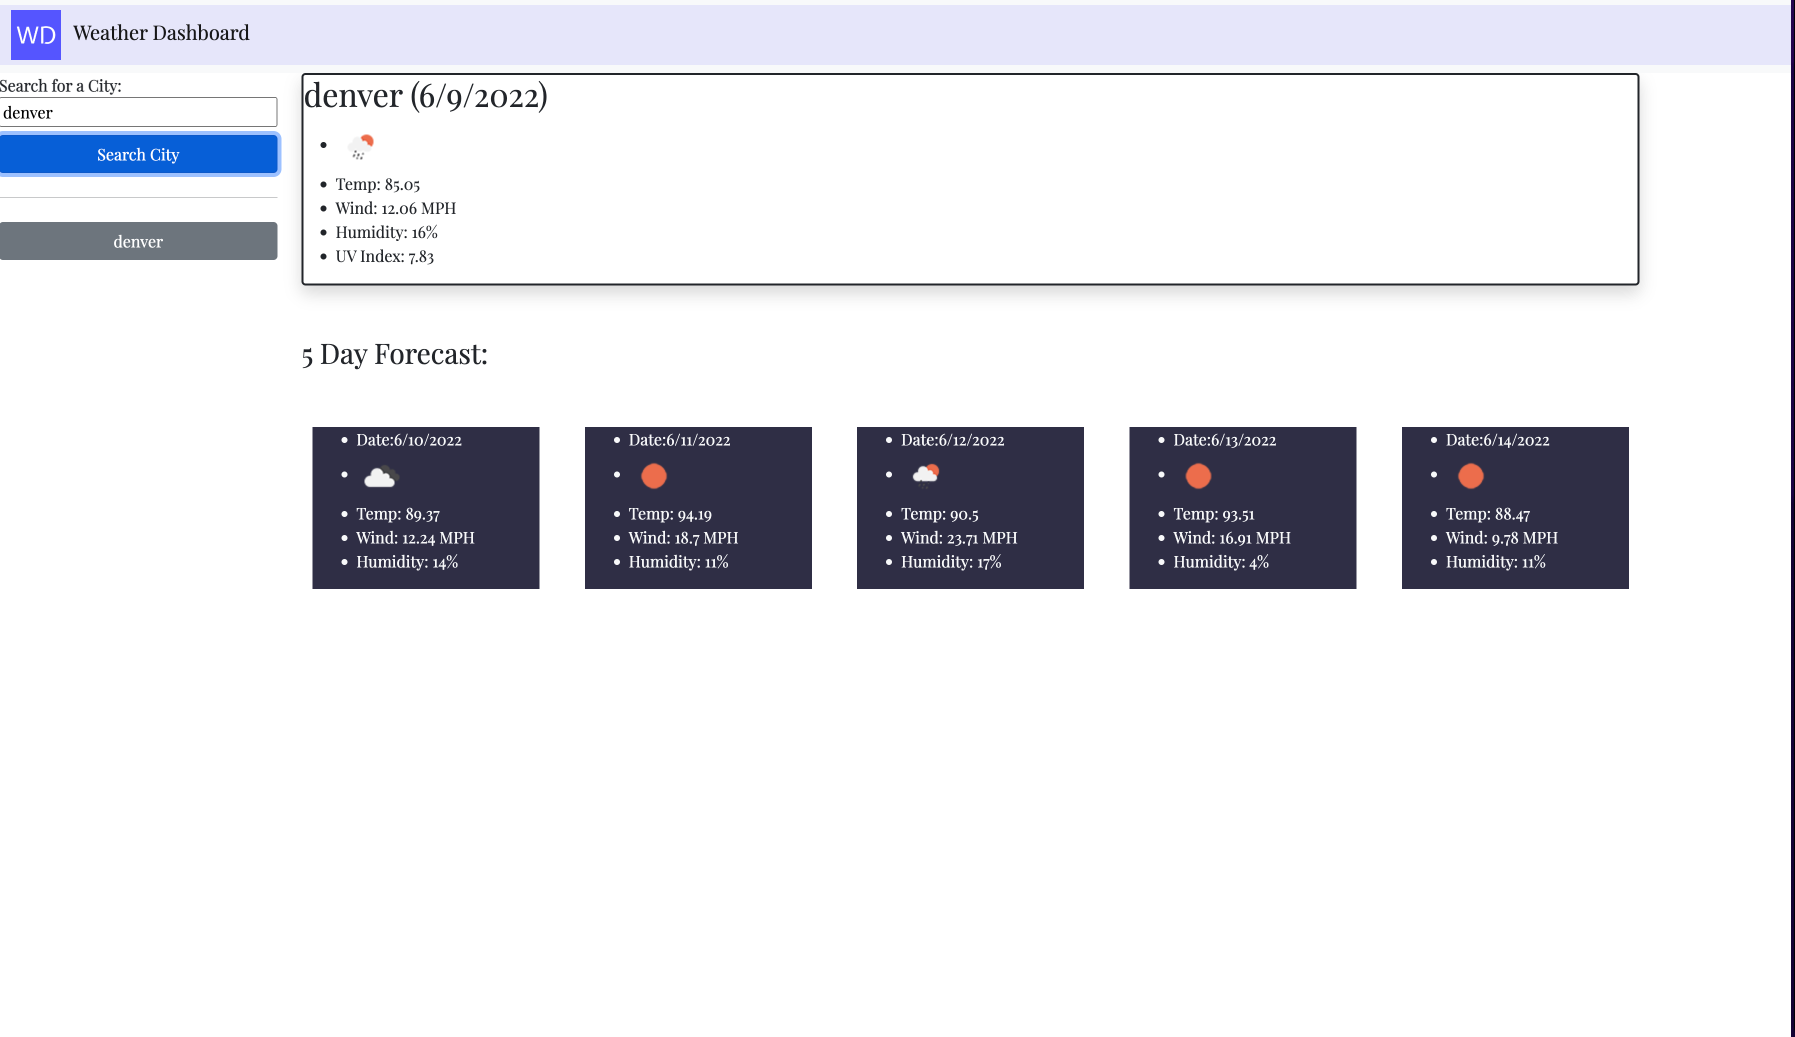 WD Weather Dashboard
Search for a City:
denver
Search City
denver
denver (6/9/2022)
Temp: 85.05
Wind: 12.06 MPH
Humidity: 16%
UV Index: 7.83
5 Day Forecast:
Date:6/10/2022
Temp: 89.37
Wind: 12.24 MPH
Humidity: 14%
Date:6/11/2022
Temp: 94.19
Wind: 18.7 MPH
Humidity: 11%
Date:6/12/2022
Temp: 90.5
Wind: 23.71 MPH
Humidity: 17%
Date:6/13/2022
Temp: 93.51
Wind: 16.91 MPH
Humidity: 4%
Date:6/14/2022
Temp: 88.47
Wind: 9.78 MPH
Humidity: 11%